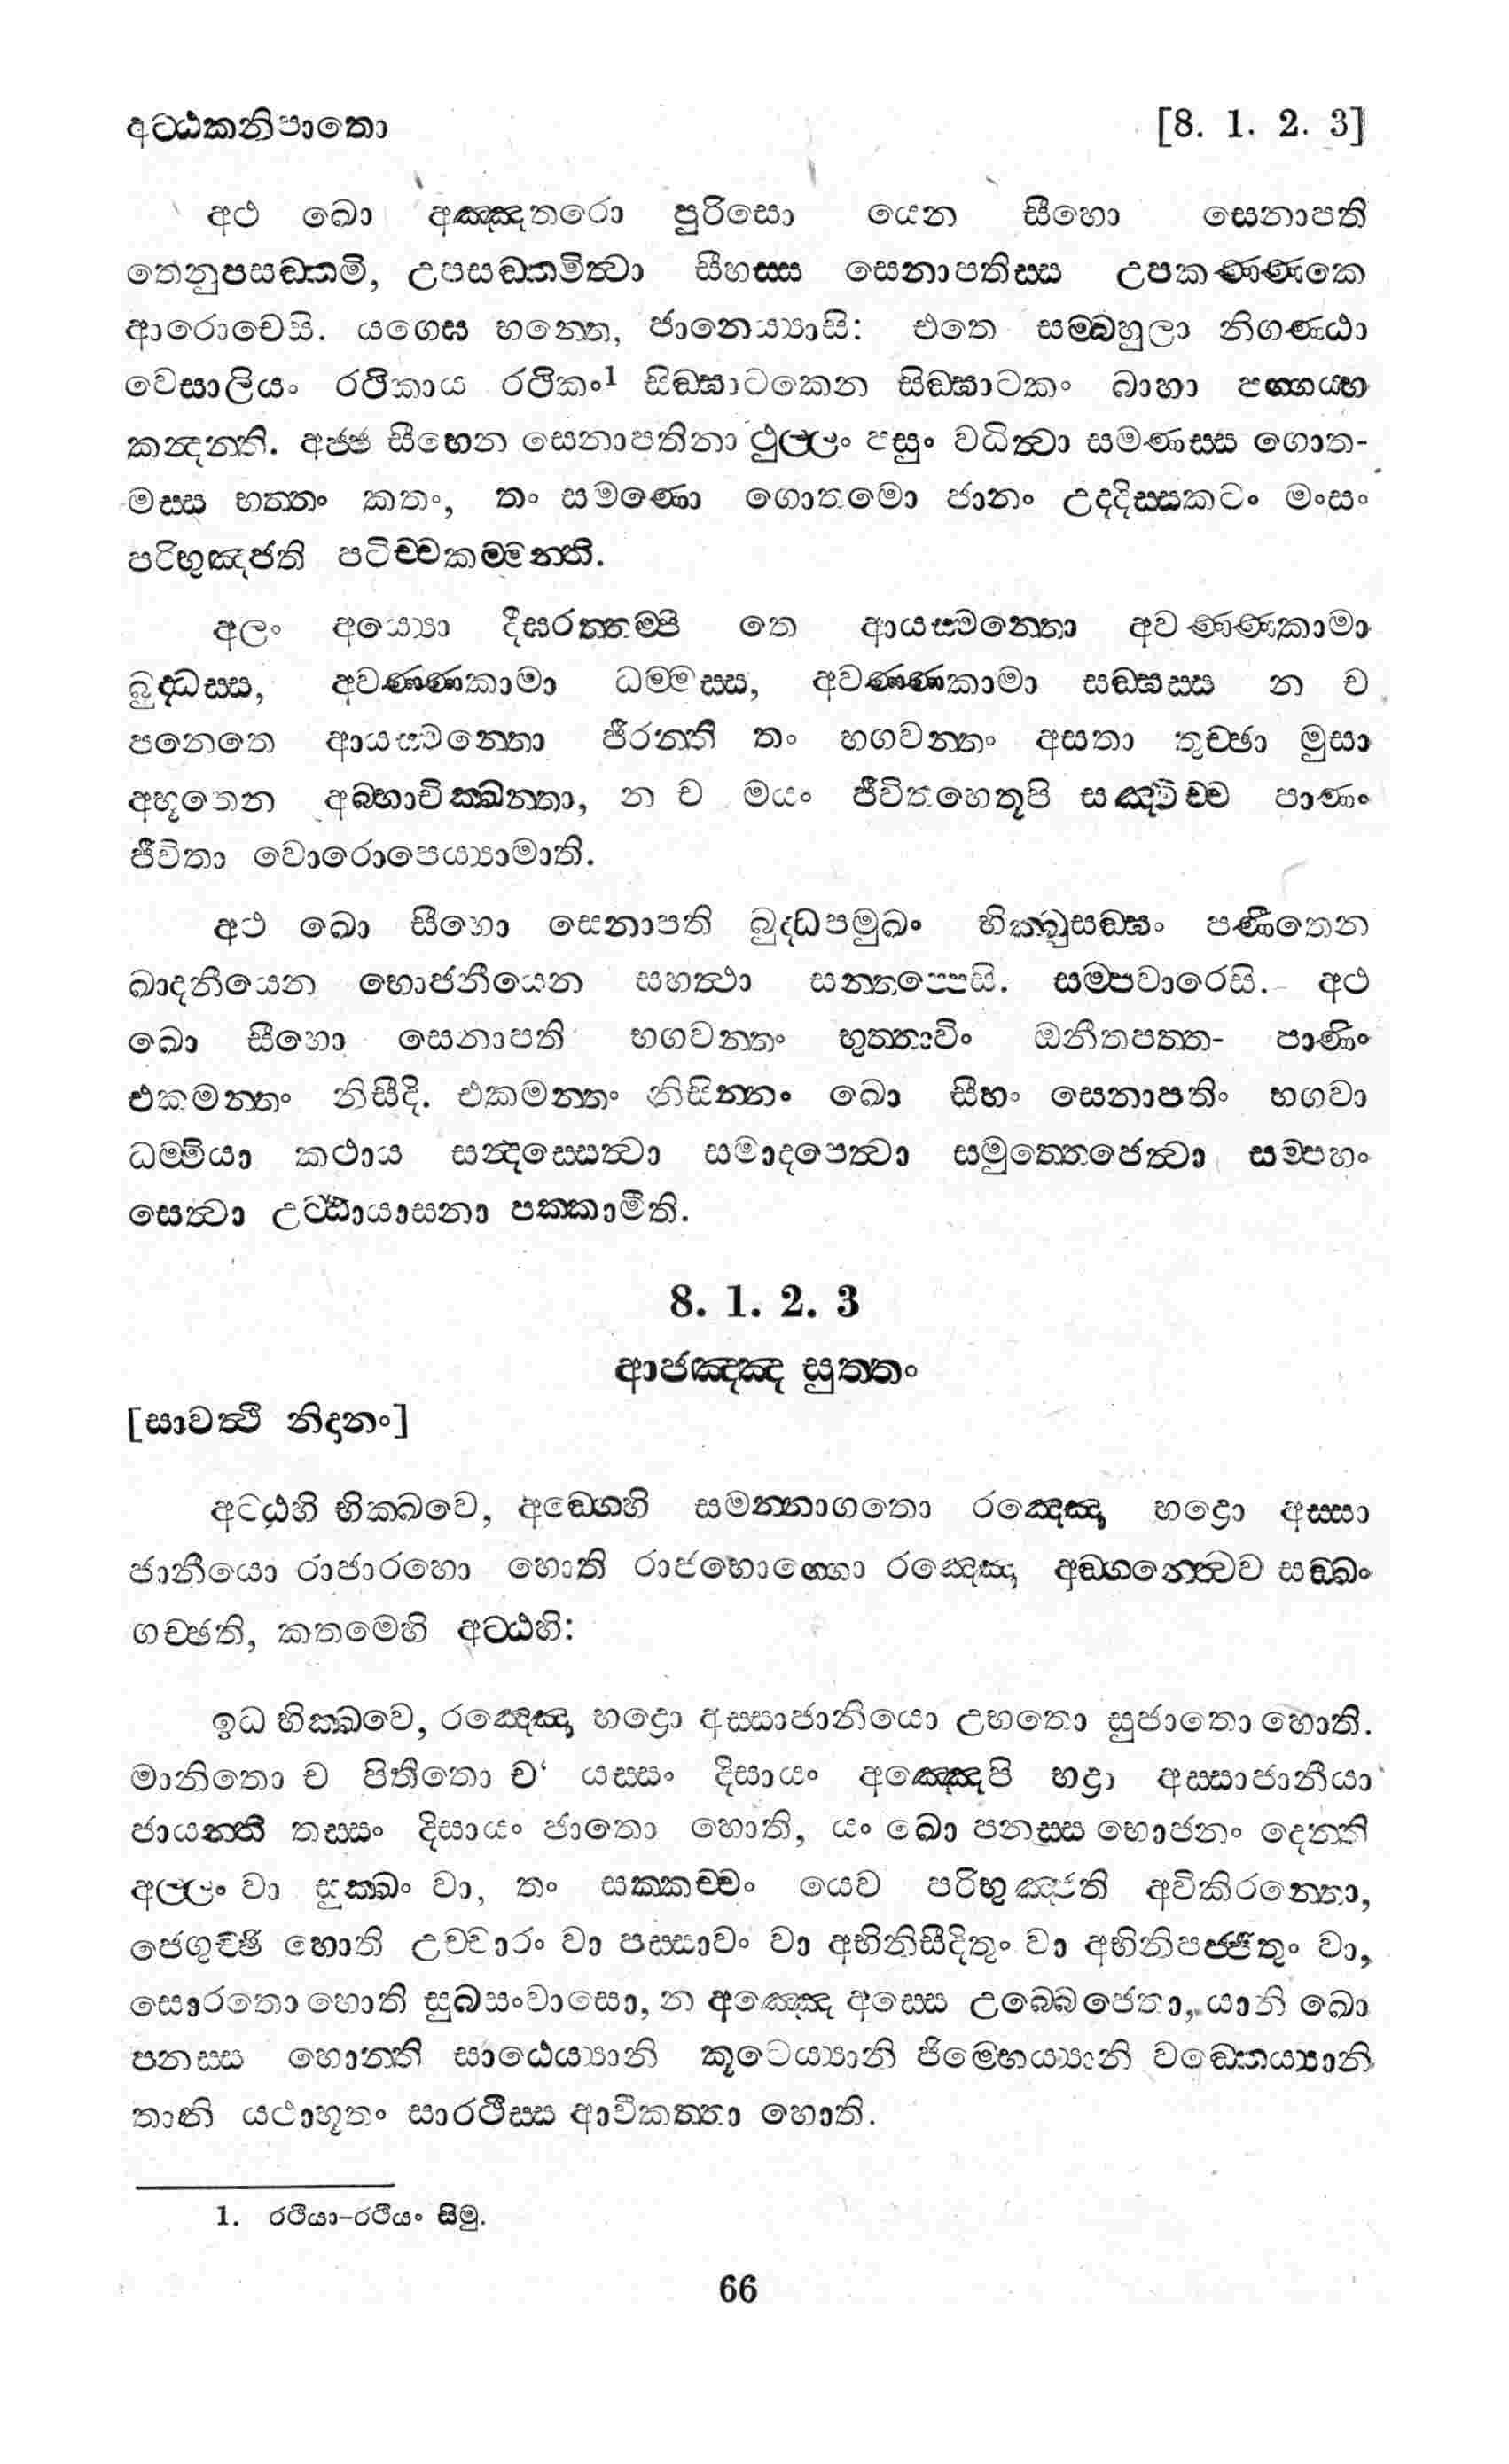 අට්ඨකනිපාතො [8. 1. 2. 3]
අථ ඛො අඤ්ඤතරො පුරිසො යෙන සීහො සෙනාපති
තෙනුපසඞ්කමි, උපසඞ්කමිත්වා සීහස්ස සෙනාපතිස්ස උපකණ්ණකෙ
ආරොචෙසි. යග්ඝෙ භන්තෙ, ජානෙය්‍යාසි: එතෙ සම්බහුලා නිගණ්ඨා
වෙසාලියං රථිකාය රථිකං1 සිඞ්ඝාටකෙන සිඞ්ඝාටකං බාහා පග්ගය්හ
කන්දන්ති. අජ්ජ සීහෙන සෙනාපතිනා ථුල්ලං පසුං වධිත්වා සමණස්ස ගොත-
මස්ස භත්තං කතං, තං සමණො ගොතමො ජානං උද්දිස්සකටං මංසං
පරිභුඤ්ජති පටිච්චකම්මන්ති.
අලං අය්‍යො දීඝරත්තම්පි තෙ ආයස්මන්තො අවණ්ණකාමා
බුද්ධස්ස, අවණ්ණකාමා ධම්මස්ස, අවණ්ණකාමා සඞ්ඝස්ස න ච
පනෙතෙ ආයස්මන්තො ජීරන්ති තං භගවන්තං අසතා තුච්ඡා මුසා
අභූතෙන අබ්භාචික්ඛන්තා, න ච මයං ජීවිතහෙතූපි සඤ්චිච්ච පාණං
ජීවිතා වොරොපෙය්‍යාමාති.
අථ ඛො සීහො සෙනාපති බුද්ධපමුඛං භික්ඛුසඞ්ඝං පණීතෙන
ඛාදනීයෙන භොජනීයෙන සහත්ථා සන්තප්පෙසි. සම්පවාරෙසි. අථ
ඛො සීහො සෙනාපති භගවන්තං භුත්තාවිං ඔනීතපත්ත- පාණිං
එකමන්තං නිසීදි. එකමන්තං නිසින්නං ඛො සීහං සෙනාපතිං භගවා
ධම්මියා කථාය සන්දස්සෙත්වා සමාදපෙත්වා සමුත්තෙජෙත්වා සම්පහං
සෙත්වා උට්ඨායාසනා පක්කාමීති.
8. 1. 2. 3
ආජඤ්ඤ සුත්තං
[සාවත්ථි නිදානං]
අට්ඨහි භික්ඛවෙ, අඞ්ගෙහි සමන්නාගතො රඤ්ඤො භද්‍රො අස්සා
ජානීයො රාජාරහො හොති රාජභොග්ගො රඤ්ඤො අඞ්ගන්ත්වෙව සඞ්ඛං
ගච්ඡති, කතමෙහි අට්ඨහි:
ඉධ භික්ඛවෙ, රඤ්ඤො භද්‍රො අස්සාජානියො උභතො සුජාතො හොති.
මාතිතො ච පිතිතො ච‘ යස්සං දිසායං අඤ්ඤෙපි භද්‍රා අස්සාජානීයා
ජායන්ති තස්සං දිසායං ජාතො හොති, යං ඛො පනස්ස භොජනං දෙන්ති
අල්ලං වා සුක්ඛං වා, තං සක්කච්චං යෙව පරිභුඤ්ජති අවිකිරන්තො,
ජෙගුච්ඡී හොති උච්චාරං වා පස්සාවං වා අභිනිසීදිතුං වා අභිනිපජ්ජිතුං වා,
සොරතො හොති සුඛසංවාසො, න අඤ්ඤෙ අස්සෙ උබ්බෙජෙතා, යානි ඛො
පනස්ස හොන්ති සාඨෙය්‍යානි කූටෙය්‍යානි ජිම්හෙය්‍යානි වඞ්කෙය්‍යානි
තානි යථාභූතං සාරථිස්ස ආවීකත්තා හොති.
1. රථියා-රථියං සිමු.
66